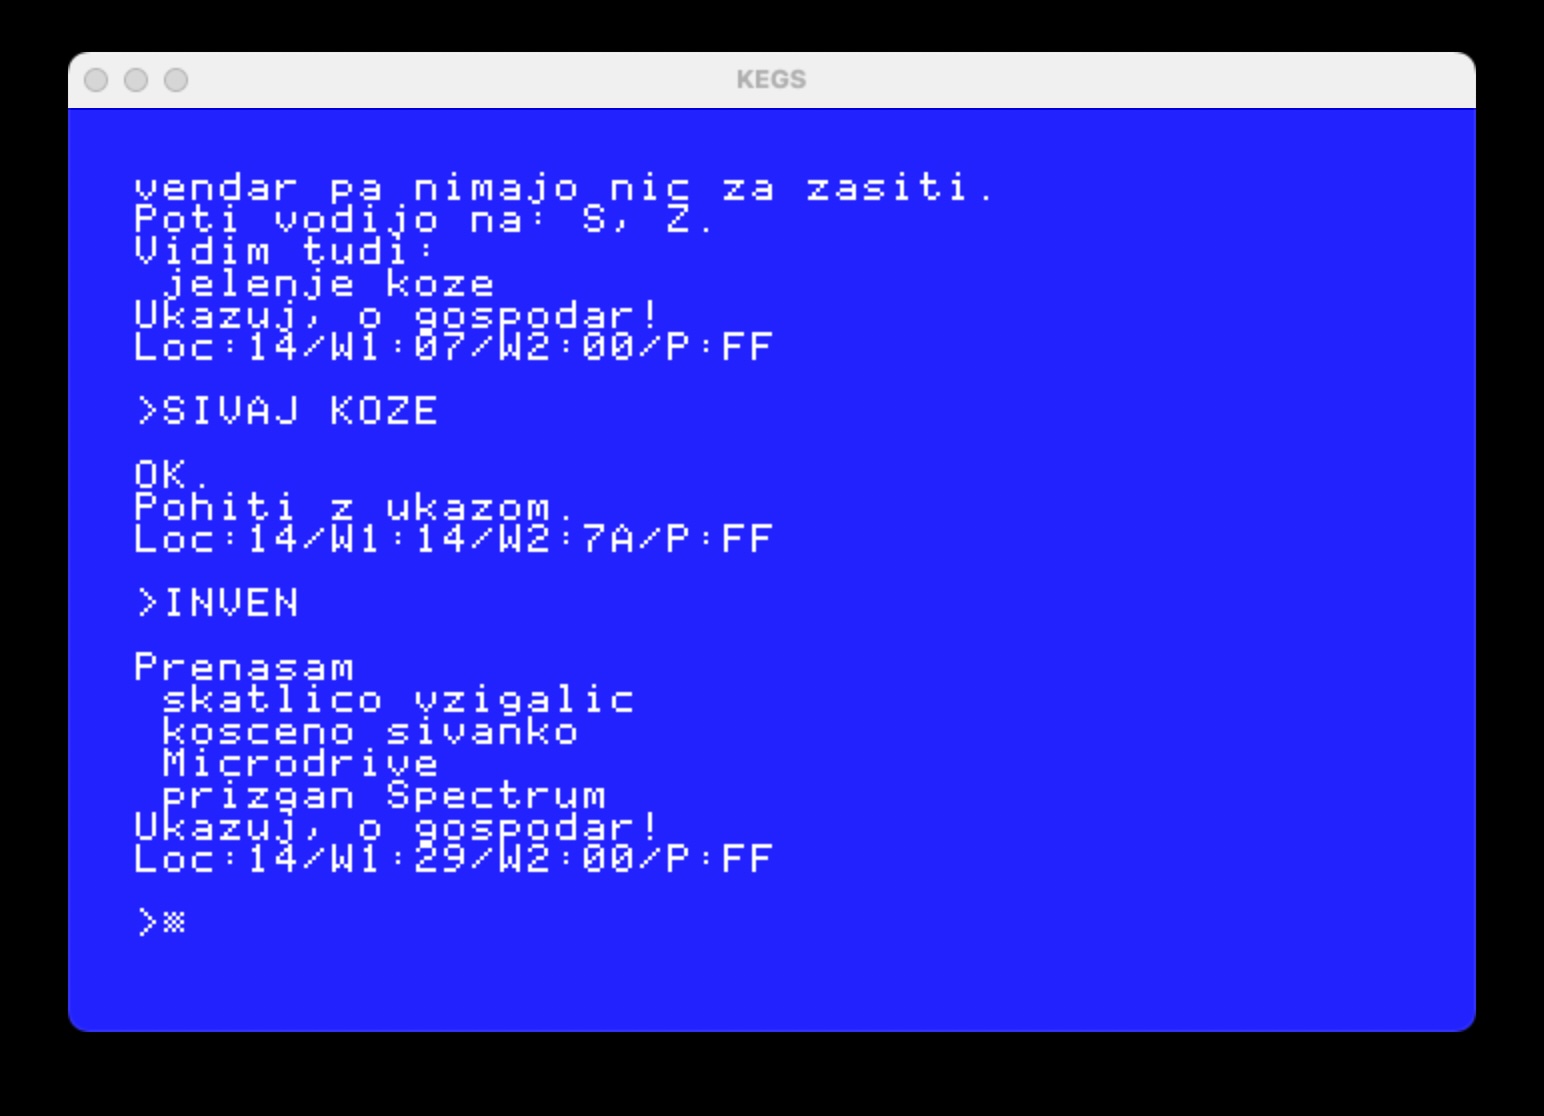 KEGS
vendar pa nimajo nic za zasiti.
Poti vodijo na: S, Z.
Vidim tudi:
jelenje koze
Ukazuj, o gospodar!
Loc:14/W1:07/W2:00/P:FF
>SIVAJ KOZE
OK.
Pohiti z ukazom.
Loc:14/W1:14/W2:7A/P:FF
>INVEN
Prenasam
skatlico vzigalic
kosceno sivanko
Microdrive
prizgan Spectrum
Ukazuj, o gospodar!
Loc:14/W1:29/W2:00/P:FF
>